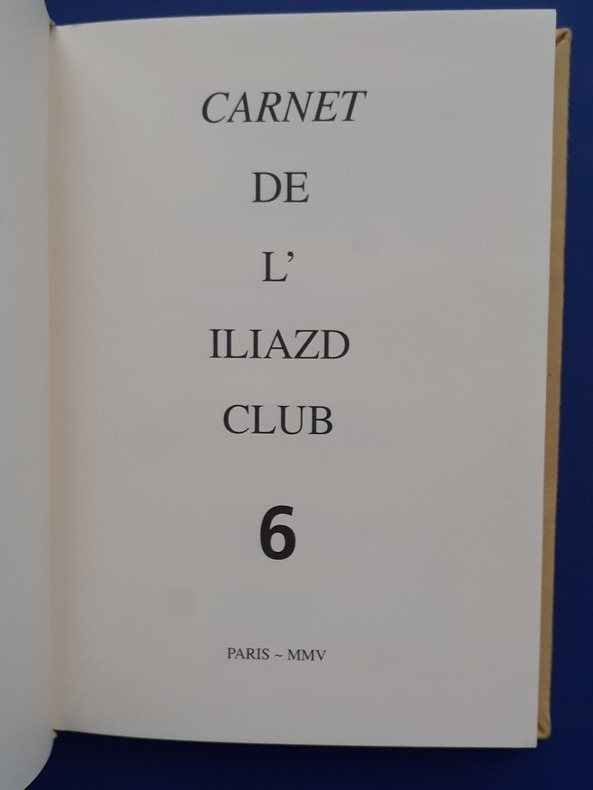 CARNET
DE
L’
ILIAZD
CLUB
6
PARIS ~ MMV